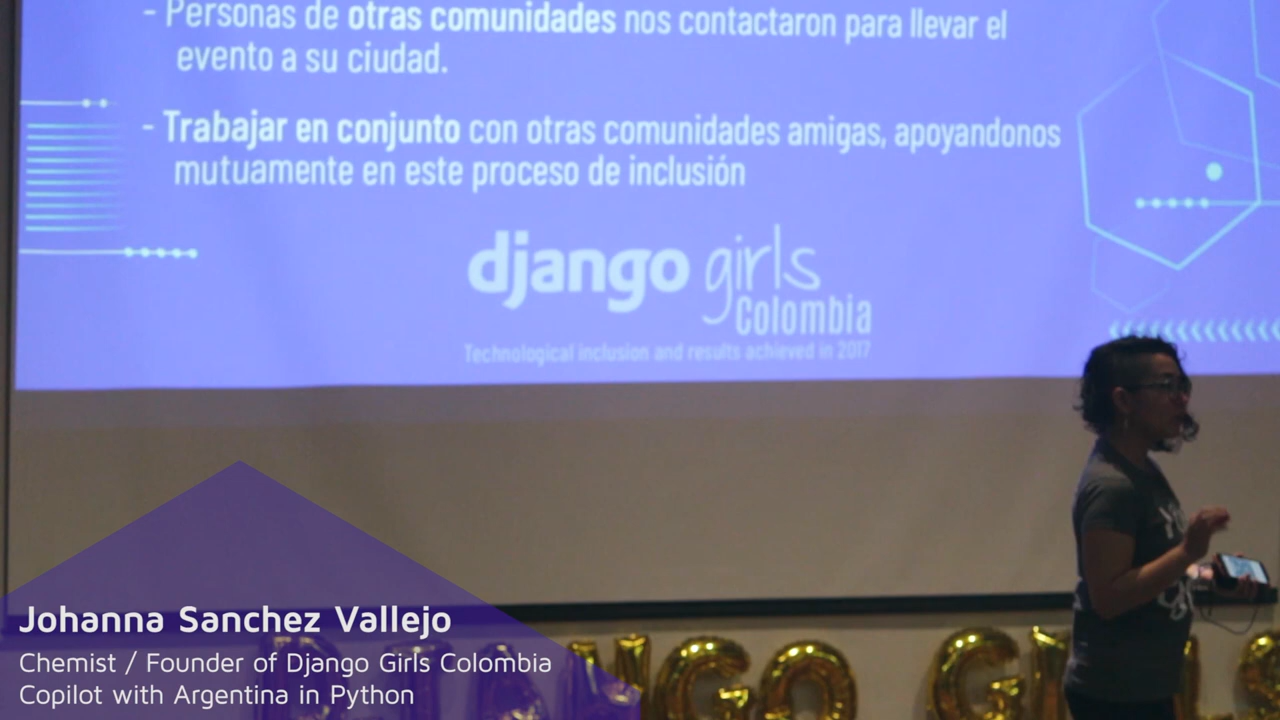 - Personas de otras comunidades nos contactaron para llevar el
evento a su ciudad.
- Trabajar en conjunto con otras comunidades amigas, apoyandonos
mutuamente en este proceso de inclusión
django girls
Colombia
Technological inclusion and results achieved in 2017
Johanna Sanchez Vallejo
Chemist / Founder of Django Girls Colombia
Copilot with Argentina in Python
DJANGO GIRLS